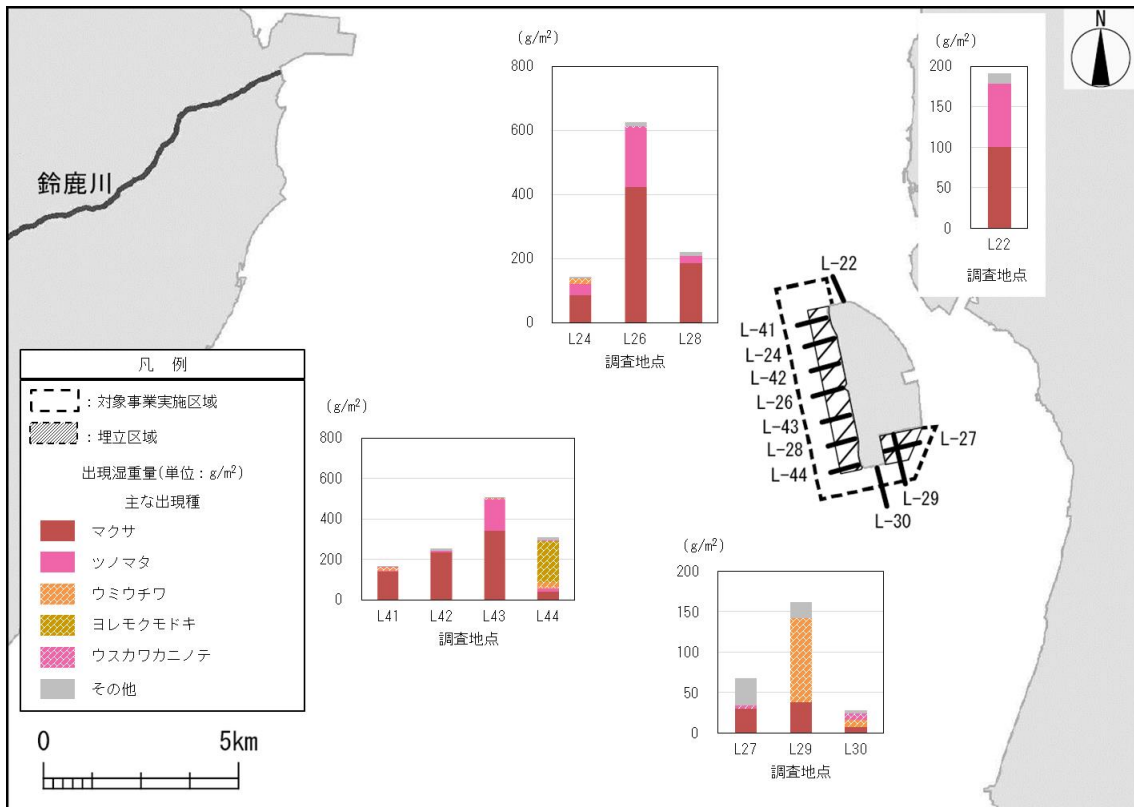 (g/m²)
800
600
400
200
0
L24 L26 L28
調査地点
(g/m²)
200
150
100
50
0
L22
調査地点
N
鈴鹿川
L-22
L-41
L-24
L-42
L-26
L-43
L-28
L-44
L-27
L-29
L-30
凡 例
：対象事業実施区域
：埋立区域
出現湿重量(単位：g/m²)
主な出現種
マクサ
ツノマタ
ウミウチワ
ヨレモクモドキ
ウスカワカニノテ
その他
0 5km
(g/m²)
800
600
400
200
0
L41 L42 L43 L44
調査地点
(g/m²)
200
150
100
50
0
L27 L29 L30
調査地点